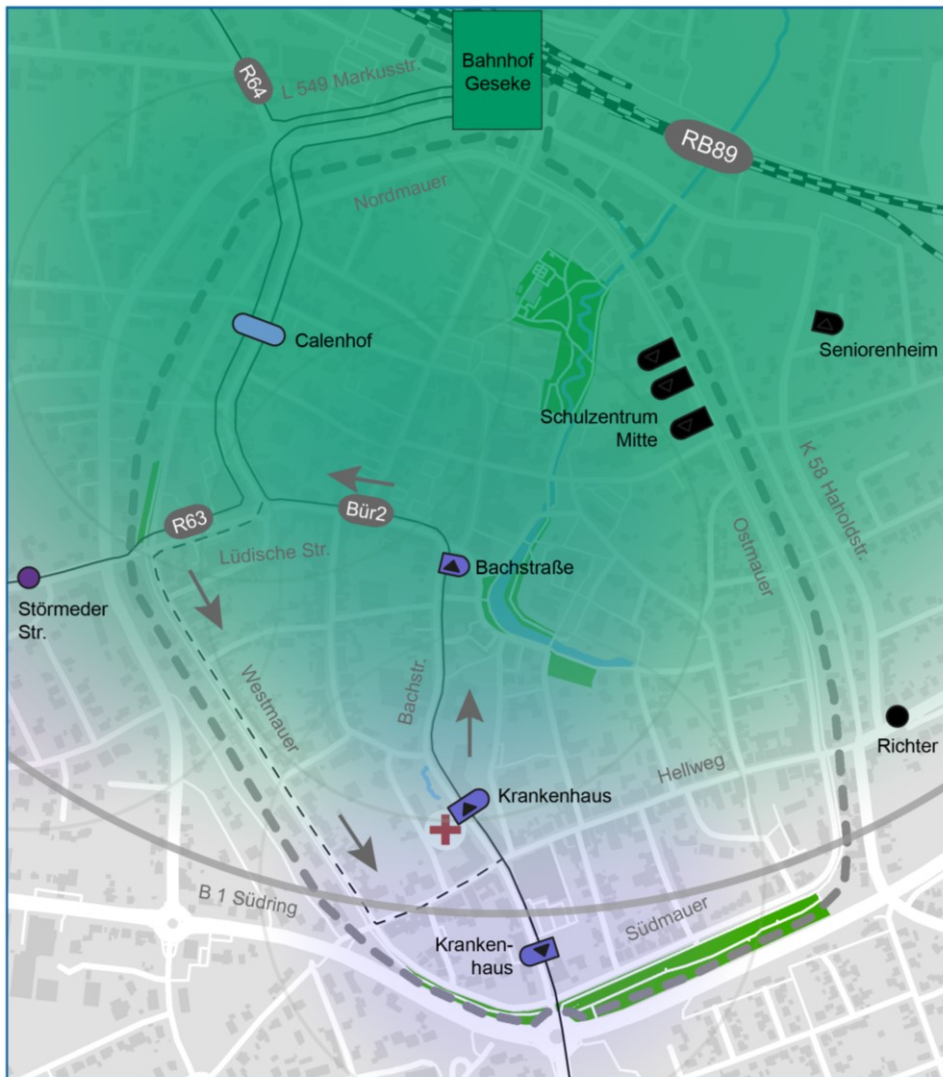 Bahnhof
Geseke
R64
L 549 Markusstr.
RB89
Nordmauer
Calenhof
Seniorenheim
Schulzentrum
Mitte
K 58 Haholdstr.
R63
Bür2
Ostmauer
Lüdische Str.
Bachstraße
Störmeder
Str.
Westmauer
Bachstr.
Richter
Hellweg
Krankenhaus
B 1 Südring
Südmauer
Kranken-
haus